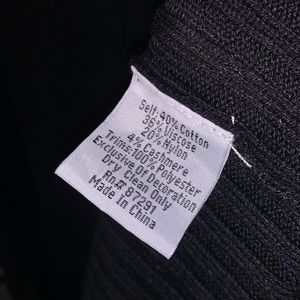 Self: 40% Cotton
36% Viscose
20% Nylon
4% Cashmere
Trims:100% Polyester
Exclusive Of Decoration
Dry Clean Only
Rn# 87291
Made In
China